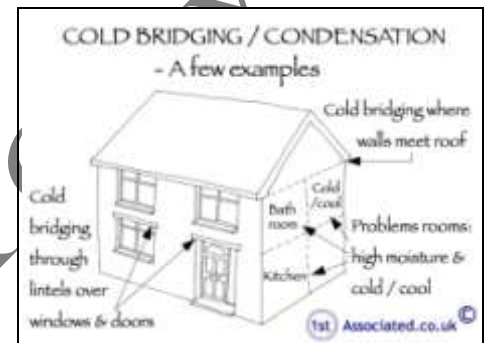 COLD BRIDGING / CONDENSATION
- A few examples
Cold bridging where
walls meet roof
Cold
bridging
through
lintels over
windows & doors
Bath
room
Cold
/cool
Kitchen
Problems rooms:
high moisture &
cold / cool
1st Associated.co.uk ©